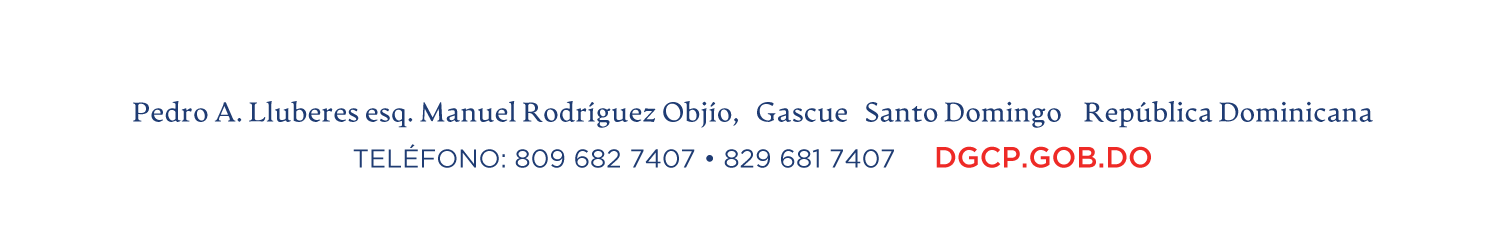 Pedro A. Lluberes esq. Manuel Rodríguez Objío, Gascue Santo Domingo República Dominicana
TELÉFONO: 809 682 7407 • 829 681 7407 DGCP.GOB.DO